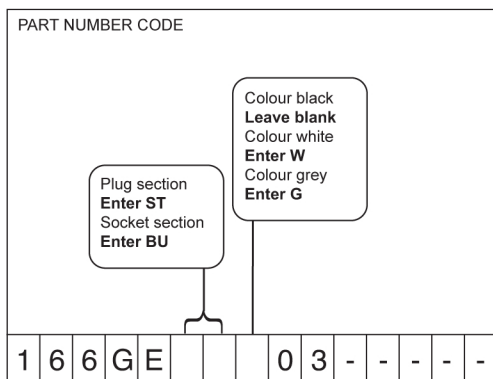 PART NUMBER CODE
Colour black
Leave blank
Colour white
Enter W
Colour grey
Enter G
Plug section
Enter ST
Socket section
Enter BU
1 6 6 G E 0 3 - - - - -